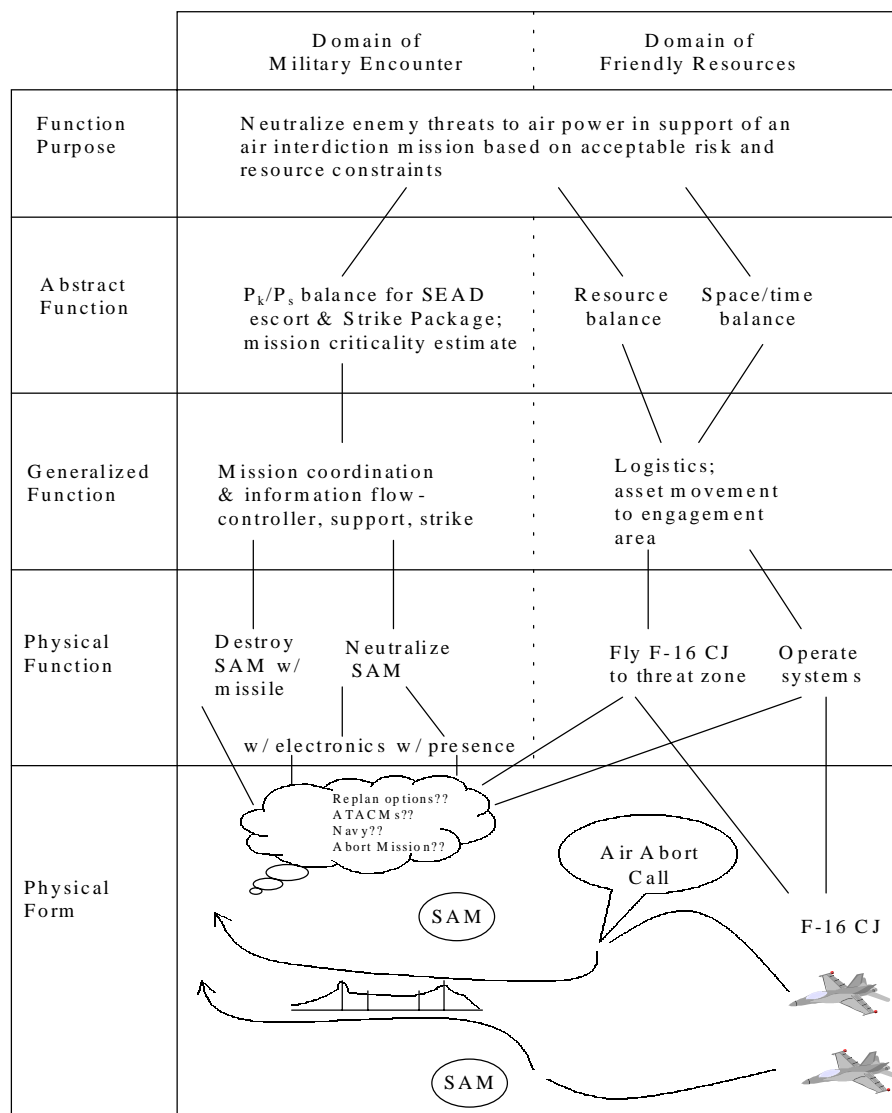 Domain of
Military Encounter
Domain of
Friendly Resources
Function
Purpose
Neutralize enemy threats to air power in support of an
air interdiction mission based on acceptable risk and
resource constraints
Abstract
Function
Pk/Ps balance for SEAD
escort & Strike Package;
mission criticality estimate
Resource
balance
Space/time
balance
Generalized
Function
Mission coordination
& information flow-
controller, support, strike
Logistics;
asset movement
to engagement
area
Physical
Function
Destroy
SAM w/
missile
Neutralize
SAM
Fly F-16 CJ
to threat zone
Operate
systems
w/ electronics w/ presence
Physical
Form
Replan options??
ATACMs??
Navy??
Abort Mission??
Air Abort
Call
SAM
F-16 CJ
SAM